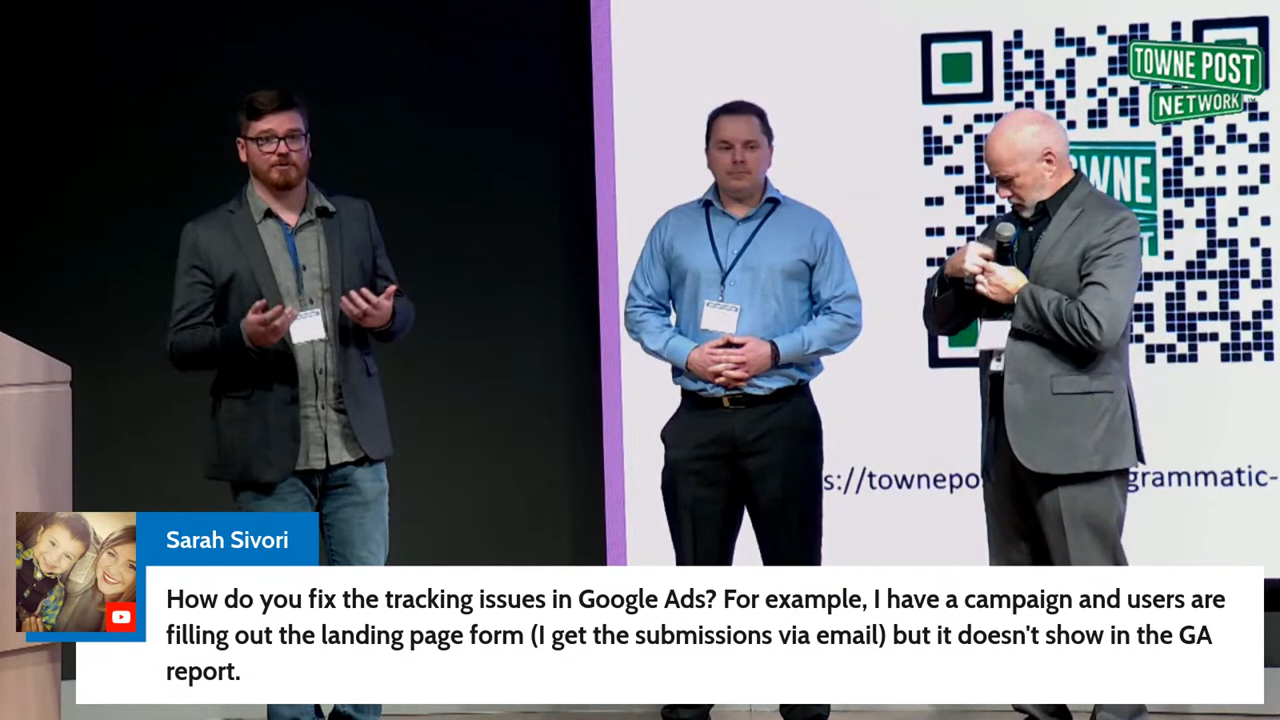 TOWNE POST
NETWORK
WNE
s://townepo
grammatic-
Sarah Sivori
How do you fix the tracking issues in Google Ads? For example, I have a campaign and users are
filling out the landing page form (I get the submissions via email) but it doesn't show in the GA
report.